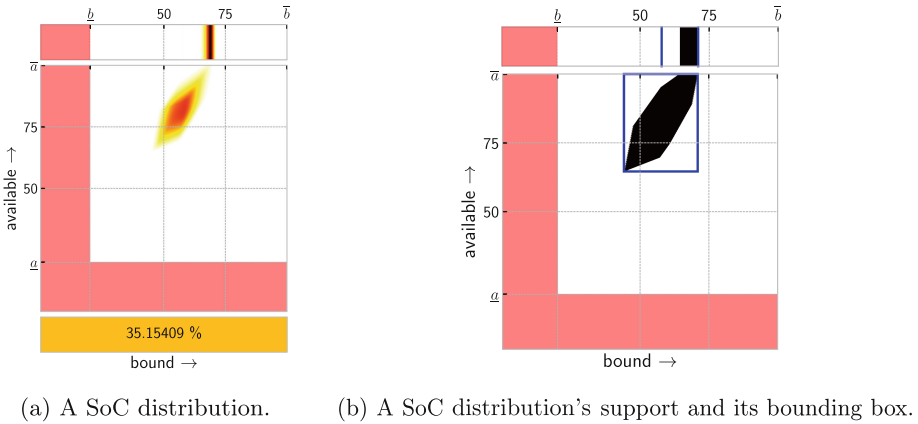 b 50 75 b
a
75
50
a
available →
35.15409 %
bound →
(a) A SoC distribution.
b 50 75 b
a
75
50
a
available →
bound →
(b) A SoC distribution's support and its bounding box.